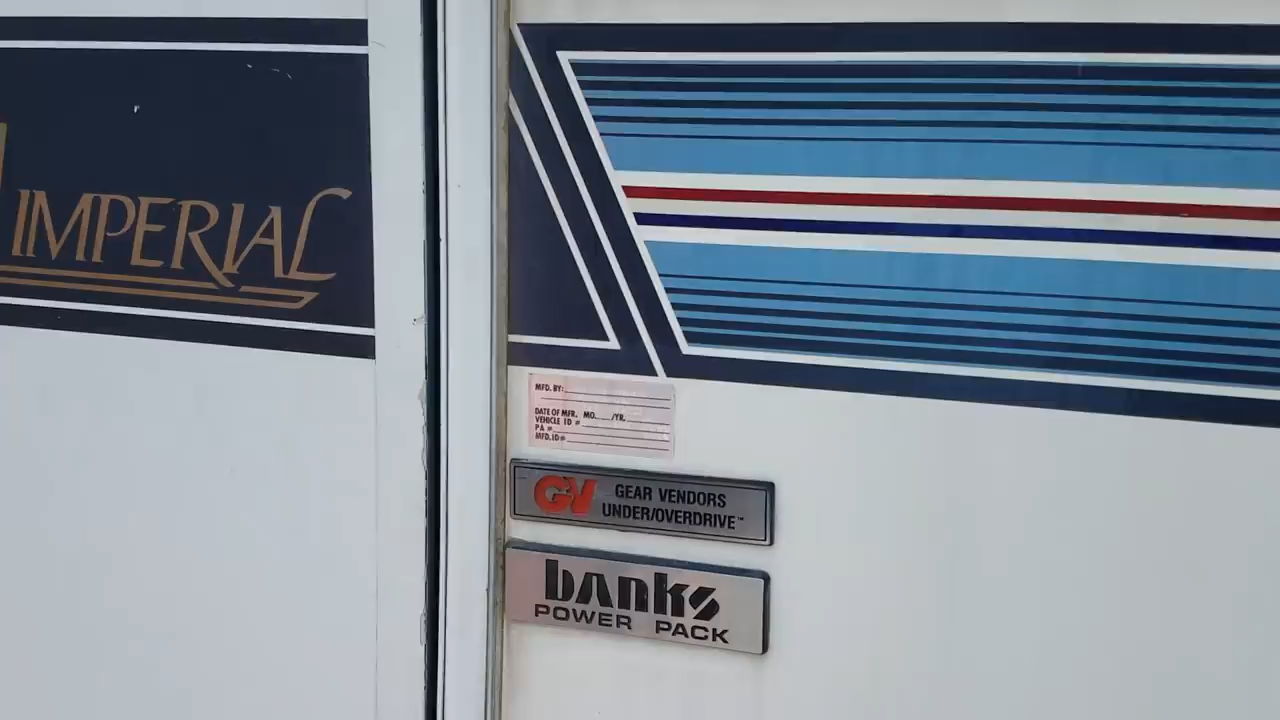 IMPERIAL
MFD. BY:
DATE OF MFR. MO. /YR.
VEHICLE ID #
PA #
MFD. ID #
GV GEAR VENDORS
UNDER/OVERDRIVE™
banks
POWER PACK